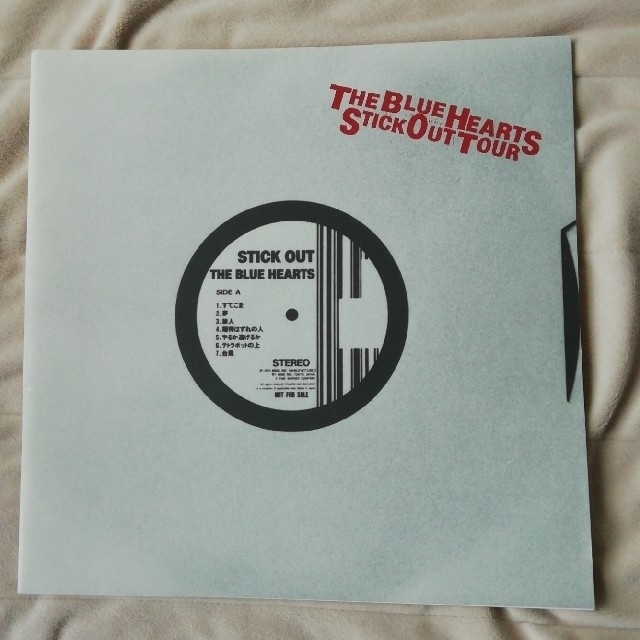 THE BLUE HEARTS
STICK OUT TOUR
STICK OUT
THE BLUE HEARTS
SIDE A
1.すてごま
2.夢
3.旅人
4.期待はずれの人
5.やるか逃げるか
6.テトラポットの上
7.台風
STEREO
NOT FOR SALE